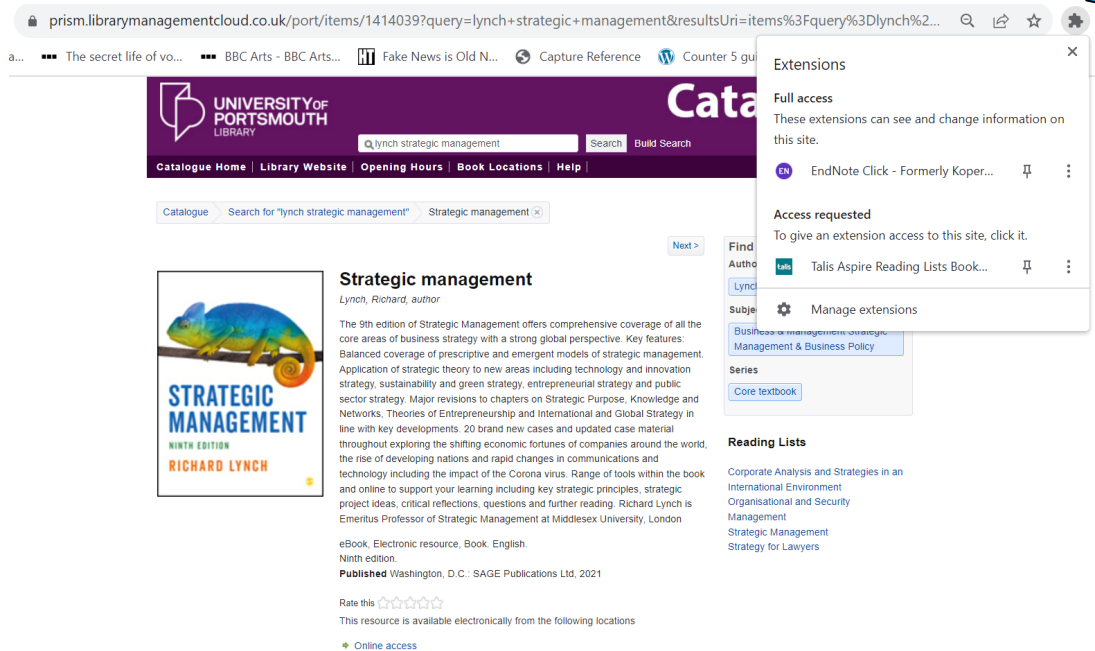 prism.librarymanagementcloud.co.uk/port/items/1414039?query=lynch+strategic+management&resultsUri=items%3Fquery%3Dlynch%2...
a...
The secret life of vo...
BBC Arts - BBC Arts...
Fake News is Old N...
Capture Reference
Counter 5 gui
UNIVERSITY OF
PORTSMOUTH
LIBRARY
Cata
lynch strategic management
Search
Build Search
Catalogue Home | Library Website | Opening Hours | Book Locations | Help |
Catalogue
Search for "lynch strategic management"
Strategic management
Next >
STRATEGIC
MANAGEMENT
NINTH EDITION
RICHARD LYNCH
Strategic management
Lynch, Richard, author
The 9th edition of Strategic Management offers comprehensive coverage of all the
core areas of business strategy with a strong global perspective. Key features:
Balanced coverage of prescriptive and emergent models of strategic management.
Application of strategic theory to new areas including technology and innovation
strategy, sustainability and green strategy, entrepreneurial strategy and public
sector strategy. Major revisions to chapters on Strategic Purpose, Knowledge and
Networks, Theories of Entrepreneurship and International and Global Strategy in
line with key developments. 20 brand new cases and updated case material
throughout exploring the shifting economic fortunes of companies around the world,
the rise of developing nations and rapid changes in communications and
technology including the impact of the Corona virus. Range of tools within the book
and online to support your learning including key strategic principles, strategic
project ideas, critical reflections, questions and further reading. Richard Lynch is
Emeritus Professor of Strategic Management at Middlesex University, London
eBook, Electronic resource, Book. English.
Ninth edition.
Published Washington, D.C.: SAGE Publications Ltd, 2021
Rate this
This resource is available electronically from the following locations
Online access
Find
Autho
Lynch
Subje
Business & Management Strategic
Management & Business Policy
Series
Core textbook
Reading Lists
Corporate Analysis and Strategies in an
International Environment
Organisational and Security
Management
Strategic Management
Strategy for Lawyers
Extensions
Full access
These extensions can see and change information on
this site.
EN
EndNote Click - Formerly Koper...
Access requested
To give an extension access to this site, click it.
talis
Talis Aspire Reading Lists Book...
Manage extensions